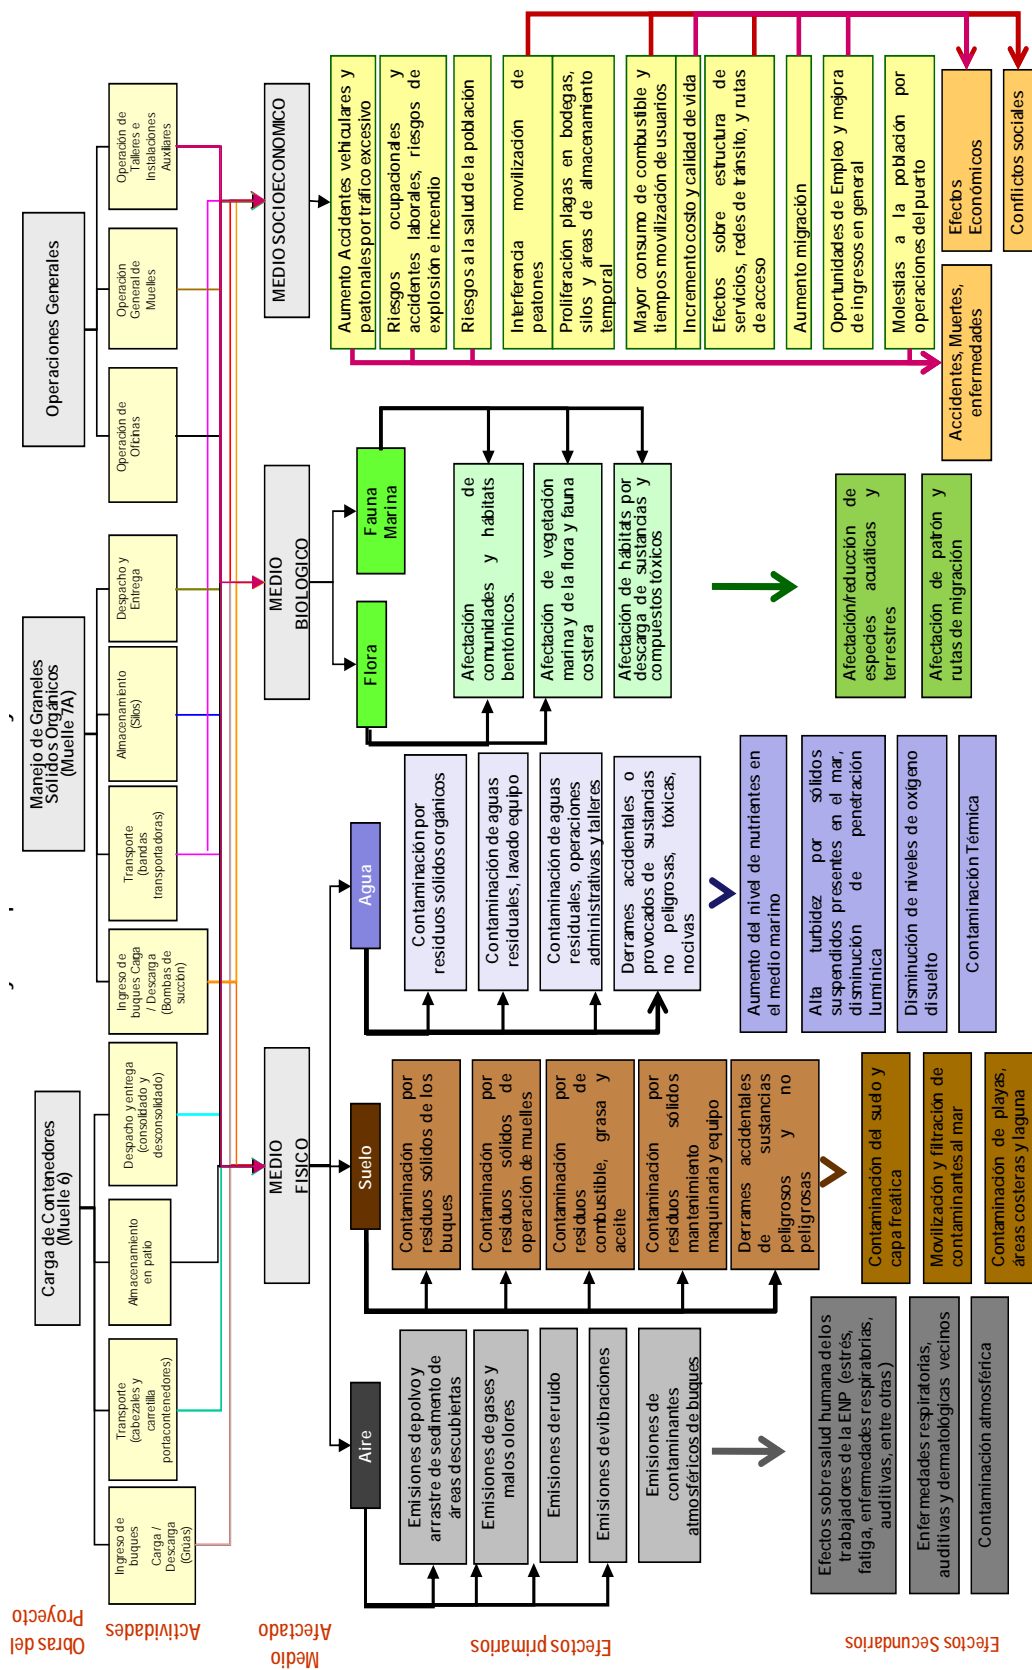 Obras del
Proyecto
Carga de Contenedores
(Muelle 6)
Manejo de Graneles
Sólidos Orgánicos
(Muelle 7A)
Operaciones Generales
Actividades
Ingreso de
buques
Carga /
Descarga
(Grúas)
Transporte
(cabezales y
carretilla
portacontenedores)
Almacenamiento
en patio
Despacho y entrega
(consolidado y
desconsolidado)
Ingreso de
buques Carga
/ Descarga
(Bombas de
succión)
Transporte
(bandas
transportadoras)
Almacenamiento
(Silos)
Despacho y
Entrega
Operación de
Oficinas
Operación
General de
Muelles
Operación de
Talleres e
Instalaciones
Auxiliares
Medio
Afectado
MEDIO
FISICO
MEDIO
BIOLOGICO
MEDIO SOCIOECONOMICO
Aire
Suelo
Agua
Flora
Fauna
Marina
Efectos primarios
Emisiones de polvo y
arrastre de sedimento de
áreas descubiertas
Emisiones de gases y
malos olores
Emisiones de ruido
Emisiones de vibraciones
Emisiones de
contaminantes
atmosféricos de buques
Contaminación por
residuos sólidos de los
buques
Contaminación por
residuos sólidos de
operación de muelles
Contaminación por
residuos de
combustible, grasa y
aceite
Contaminación por
residuos sólidos
mantenimiento
maquinaria y equipo
Derrames accidentales
de sustancias
peligrosos y no
peligrosas
Contaminación por
residuos sólidos orgánicos
Contaminación de aguas
residuales, lavado equipo
Contaminación de aguas
residuales, operaciones
administrativas y talleres
Derrames accidentales o
provocados de sustancias
no peligrosas, tóxicas,
nocivas
Afectación de
comunidades y hábitats
bentónicos.
Afectación de vegetación
marina y de la flora y fauna
costera
Afectación de hábitats por
descarga de sustancias y
compuestos tóxicos
Aumento Accidentes vehiculares y
peatonales por tráfico excesivo
Riesgos ocupacionales y
accidentes laborales, riesgos de
explosión e incendio
Riesgos a la salud de la población
Interferencia movilización de
peatones
Proliferación plagas en bodegas,
silos y áreas de almacenamiento
temporal
Mayor consumo de combustible y
tiempos movilización de usuarios
Incremento costo y calidad de vida
Efectos sobre estructura de
servicios, redes de tránsito, y rutas
de acceso
Aumento migración
Oportunidades de Empleo y mejora
de ingresos en general
Molestias a la población por
operaciones del puerto
Efectos Secundarios
Efectos sobre salud humana de los
trabajadores de la ENP (estrés,
fatiga, enfermedades respiratorias,
auditivas, entre otras)
Enfermedades respiratorias,
auditivas y dermatológicas vecinos
Contaminación atmosférica
Contaminación del suelo y
capa freática
Movilización y filtración de
contaminantes al mar
Contaminación de playas,
áreas costeras y laguna
Aumento del nivel de nutrientes en
el medio marino
Alta turbidez por sólidos
suspendidos presentes en el mar,
disminución de penetración
lumínica
Disminución de niveles de oxígeno
disuelto
Contaminación Térmica
Afectación/reducción de
especies acuáticas y
terrestres
Afectación de patrón y
rutas de migración
Accidentes, Muertes,
enfermedades
Efectos
Económicos
Conflictos sociales